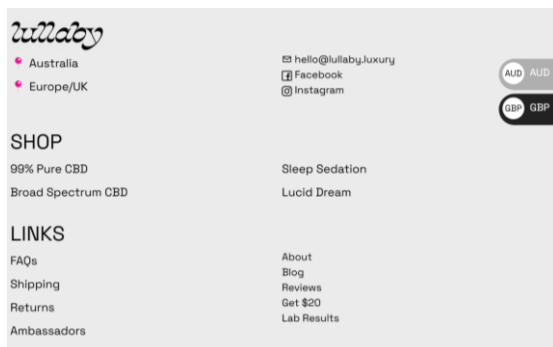 lullaby
Australia
Europe/UK
hello@lullaby.luxury
Facebook
Instagram
AUD AUD
GBP GBP
SHOP
99% Pure CBD
Broad Spectrum CBD
Sleep Sedation
Lucid Dream
LINKS
FAQs
Shipping
Returns
Ambassadors
About
Blog
Reviews
Get $20
Lab Results